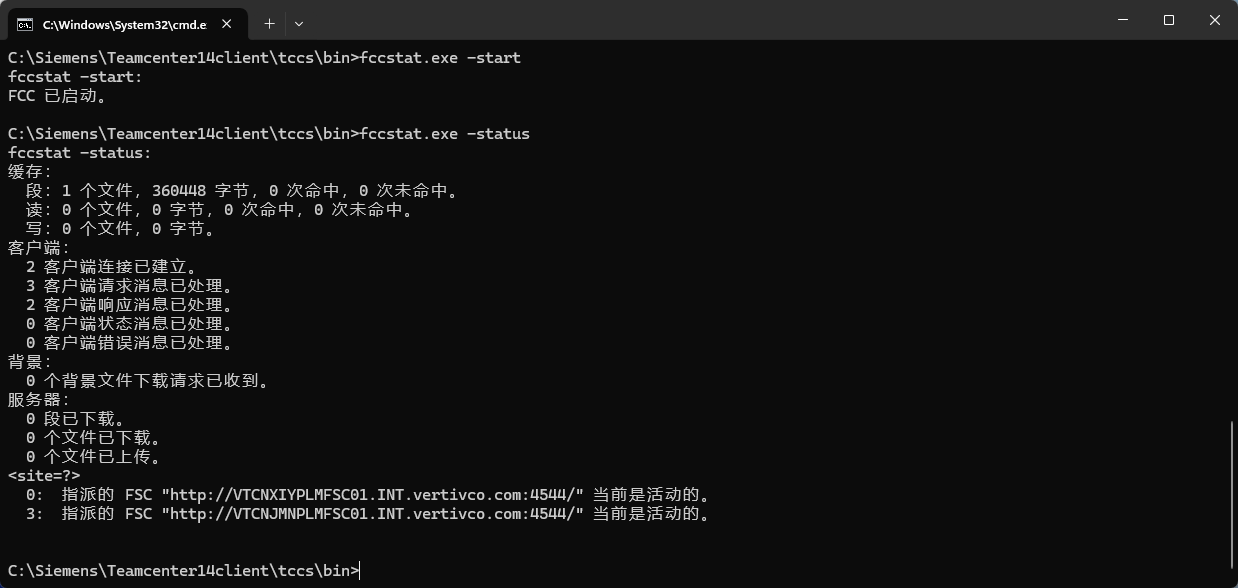 C:\Windows\System32\cmd.e
C:\Siemens\Teamcenter14client\tccs\bin>fccstat.exe -start
fccstat -start:
FCC 已启动。
C:\Siemens\Teamcenter14client\tccs\bin>fccstat.exe -status
fccstat -status:
缓存:
段: 1 个文件, 360448 字节, 0 次命中, 0 次未命中。
读: 0 个文件, 0 字节, 0 次命中, 0 次未命中。
写: 0 个文件, 0 字节。
客户端:
2 客户端连接已建立。
3 客户端请求消息已处理。
2 客户端响应消息已处理。
0 客户端状态消息已处理。
0 客户端错误消息已处理。
背景:
0 个背景文件下载请求已收到。
服务器:
0 段已下载。
0 个文件已下载。
0 个文件已上传。
<site=?>
0: 指派的 FSC "http://VTCNXIYPLMFSC01.INT.vertivco.com:4544/" 当前是活动的。
3: 指派的 FSC "http://VTCNJMNPLMFSC01.INT.vertivco.com:4544/" 当前是活动的。
C:\Siemens\Teamcenter14client\tccs\bin>